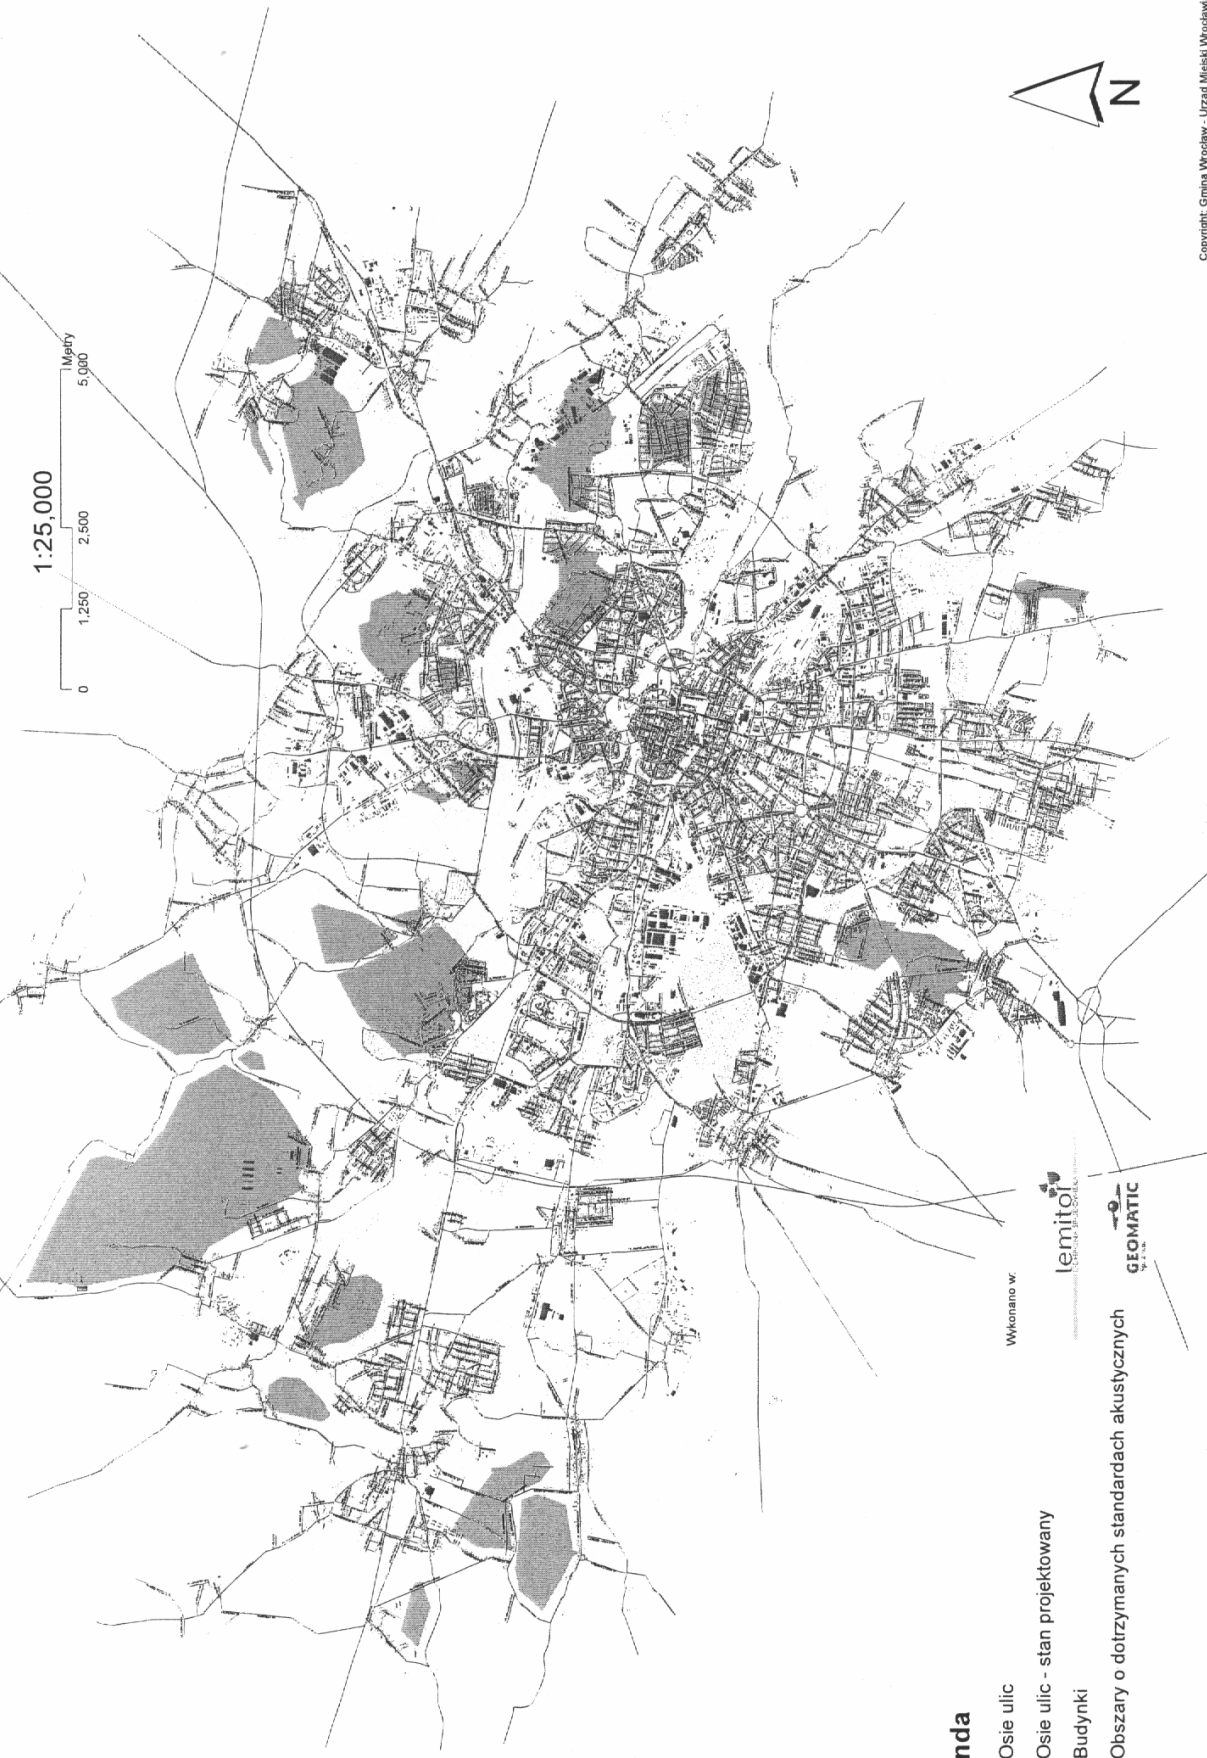 1:25,000
Metry
0 1,250 2,500 5,000
N
Copyright: Gmina Wrocław - Urząd Miejski Wrocławia
nda
Osie ulic
Osie ulic - stan projektowany
Budynki
Obszary o dotrzymanych standardach akustycznych
Wykonano w:
lemitor
GEOMATIC